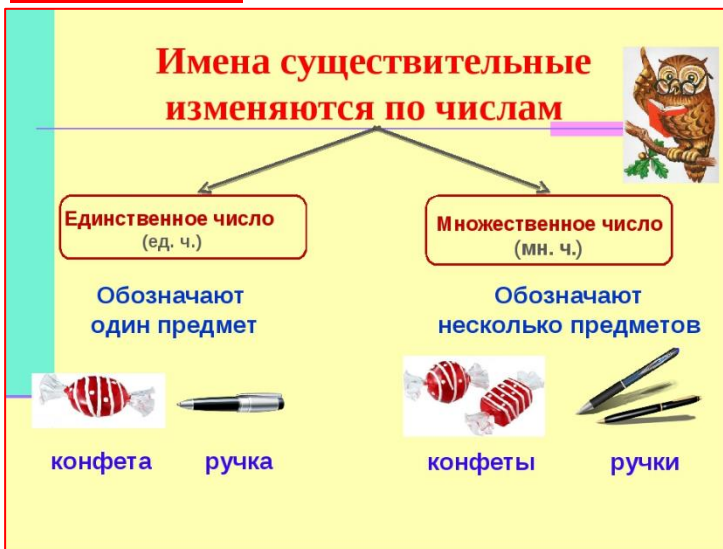 Имена существительные
изменяются по числам
Единственное число
(ед. ч.)
Обозначают
один предмет
конфета ручка
Множественное число
(мн. ч.)
Обозначают
несколько предметов
конфеты ручки